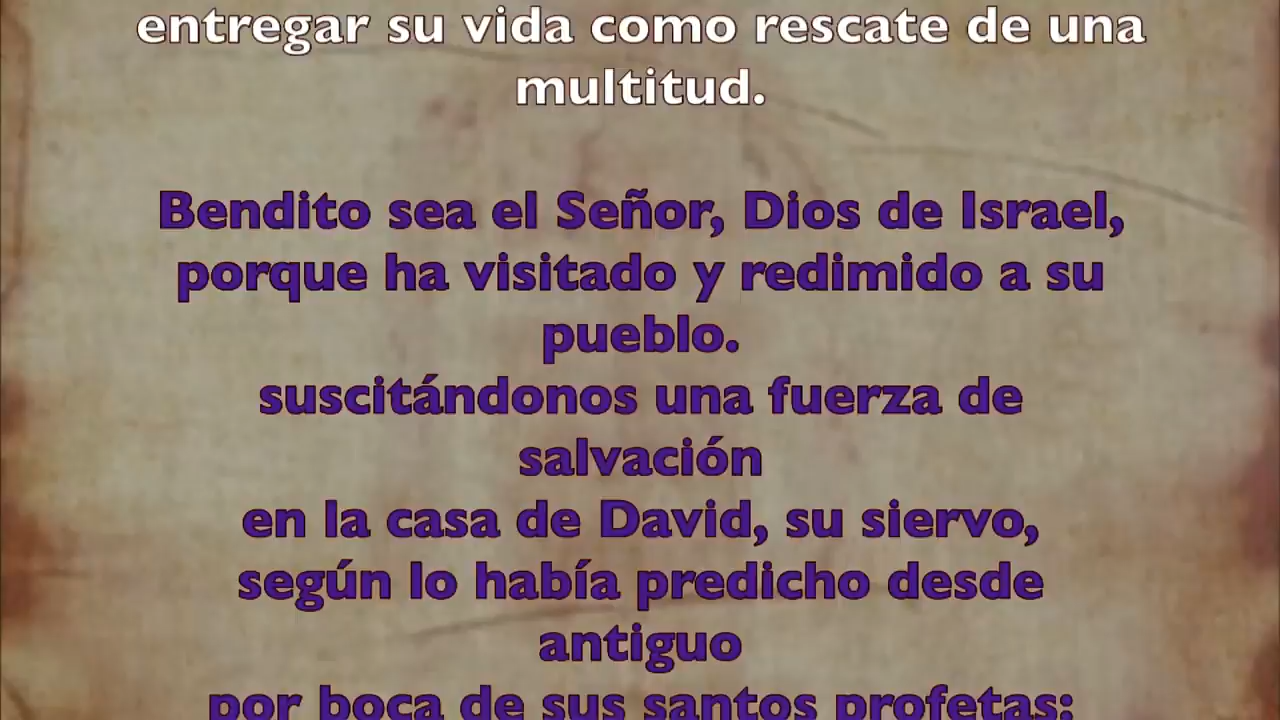 entregar su vida como rescate de una
multitud.
Bendito sea el Señor, Dios de Israel,
porque ha visitado y redimido a su
pueblo.
suscitándonos una fuerza de
salvación
en la casa de David, su siervo,
según lo había predicho desde
antiguo
por boca de sus santos profetas: